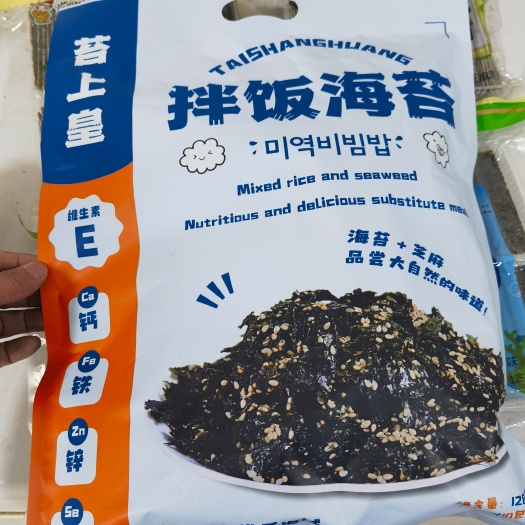 苔上皇
TAISHANGHUANG
拌饭海苔
미역비빔밥
Mixed rice and seaweed
Nutritious and delicious substitute meal
海苔+芝麻
品尝大自然的味道!
维生素
E
Ca
钙
Fe
铁
Zn
锌
Se